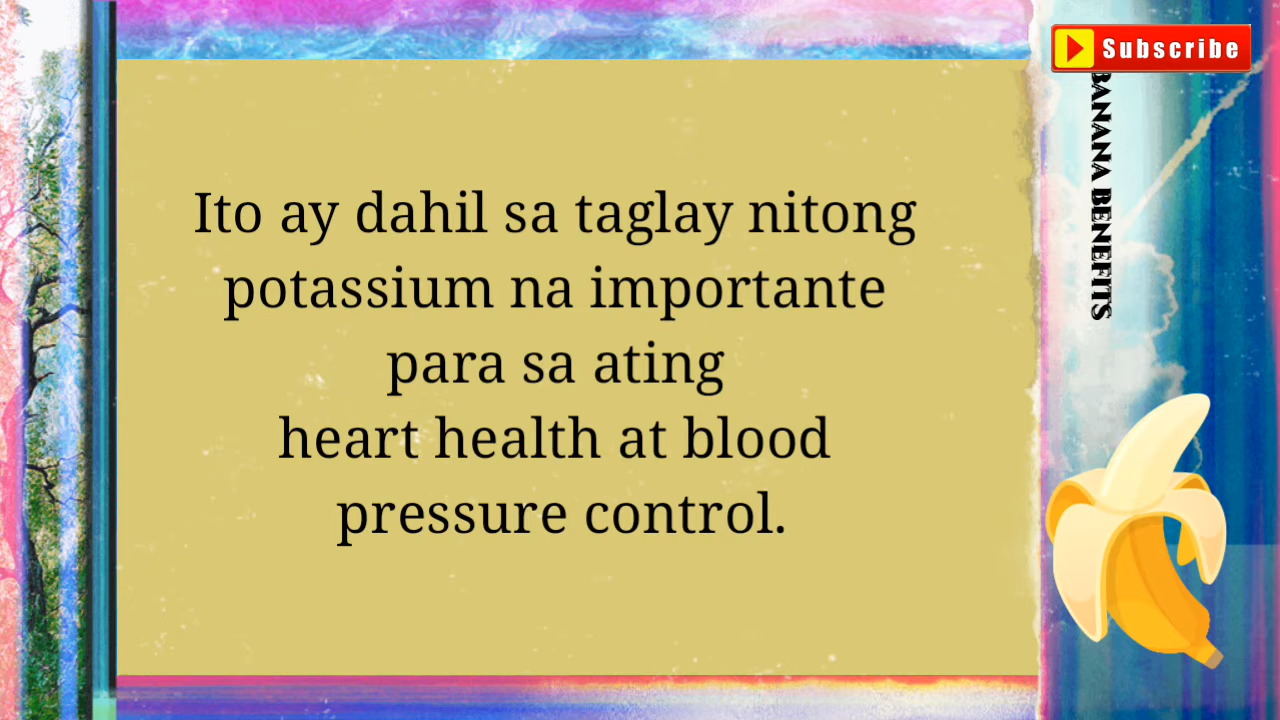 Ito ay dahil sa taglay nitong
potassium na importante
para sa ating
heart health at blood
pressure control.
Subscribe
BANANA BENEFITS